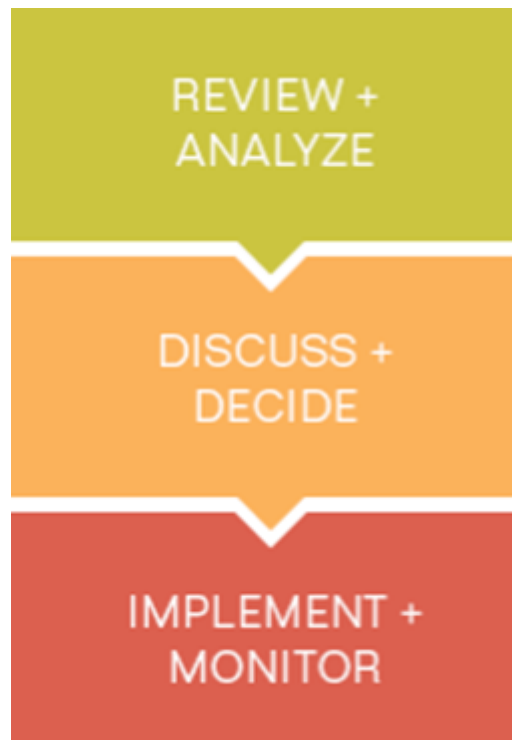 REVIEW +
ANALYZE
DISCUSS +
DECIDE
IMPLEMENT +
MONITOR